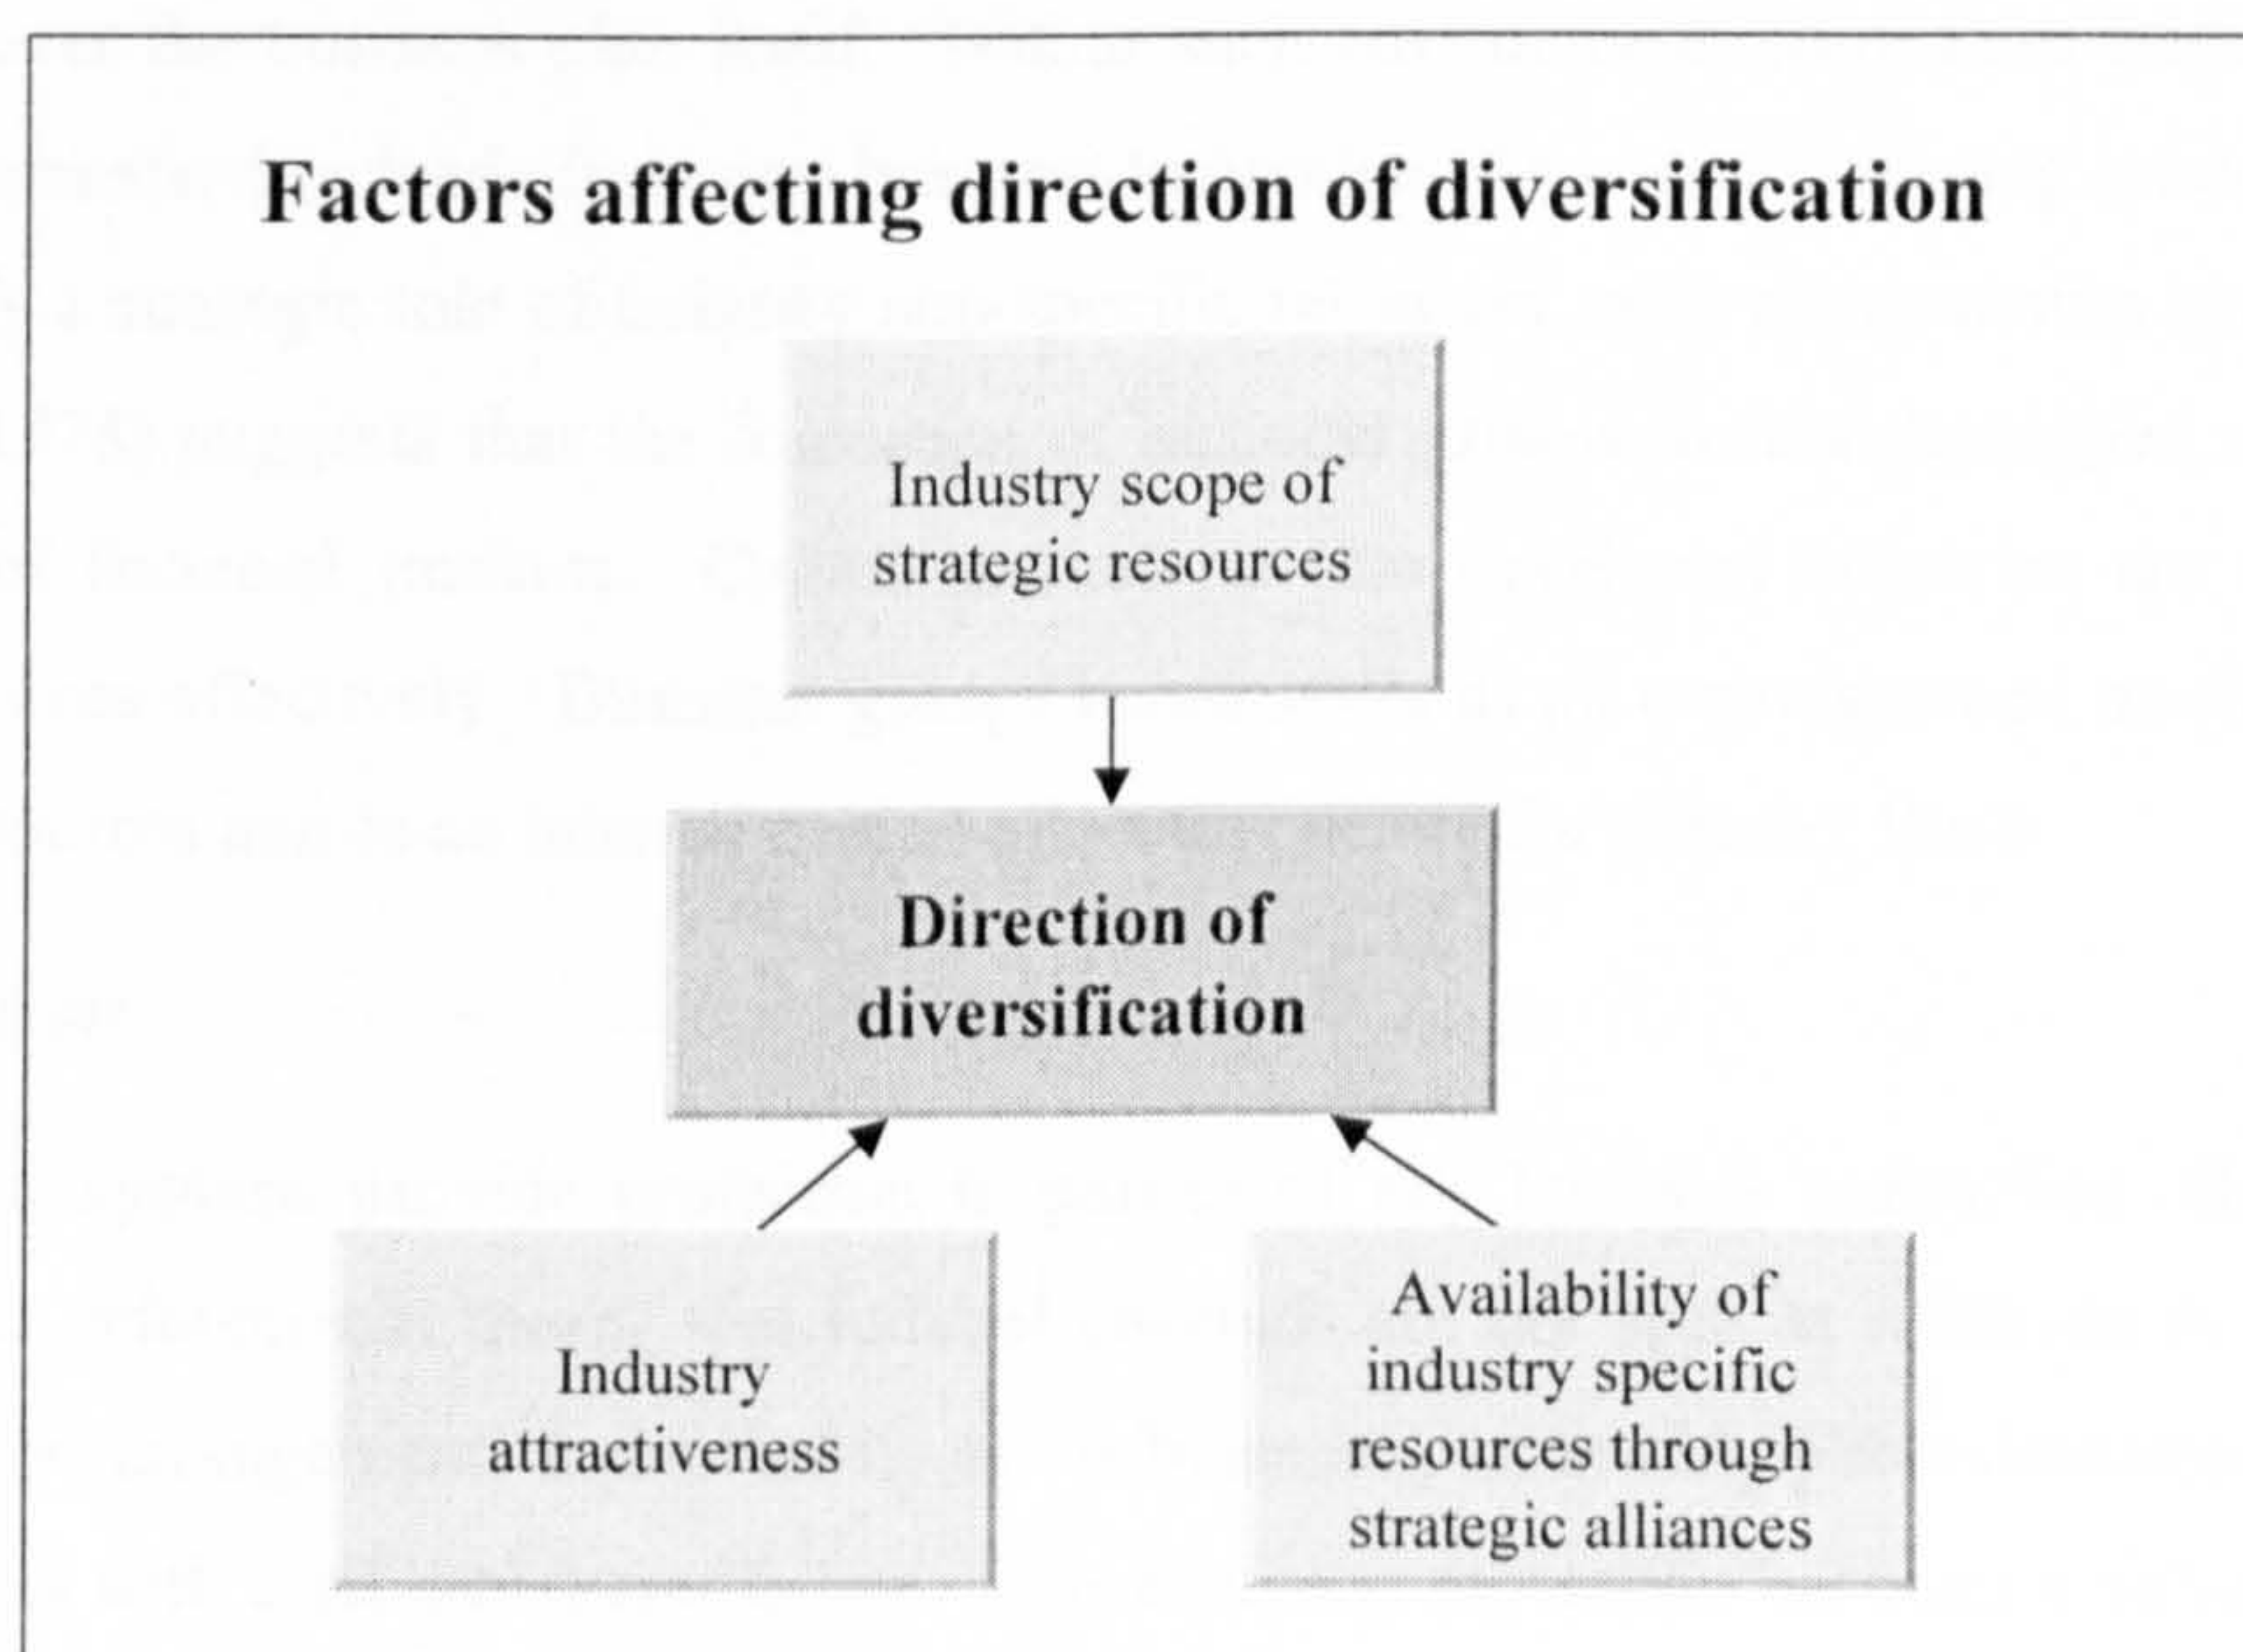 Factors affecting direction of diversification
Industry scope of
strategic resources
Direction of
diversification
Industry
attractiveness
Availability of
industry specific
resources through
strategic alliances